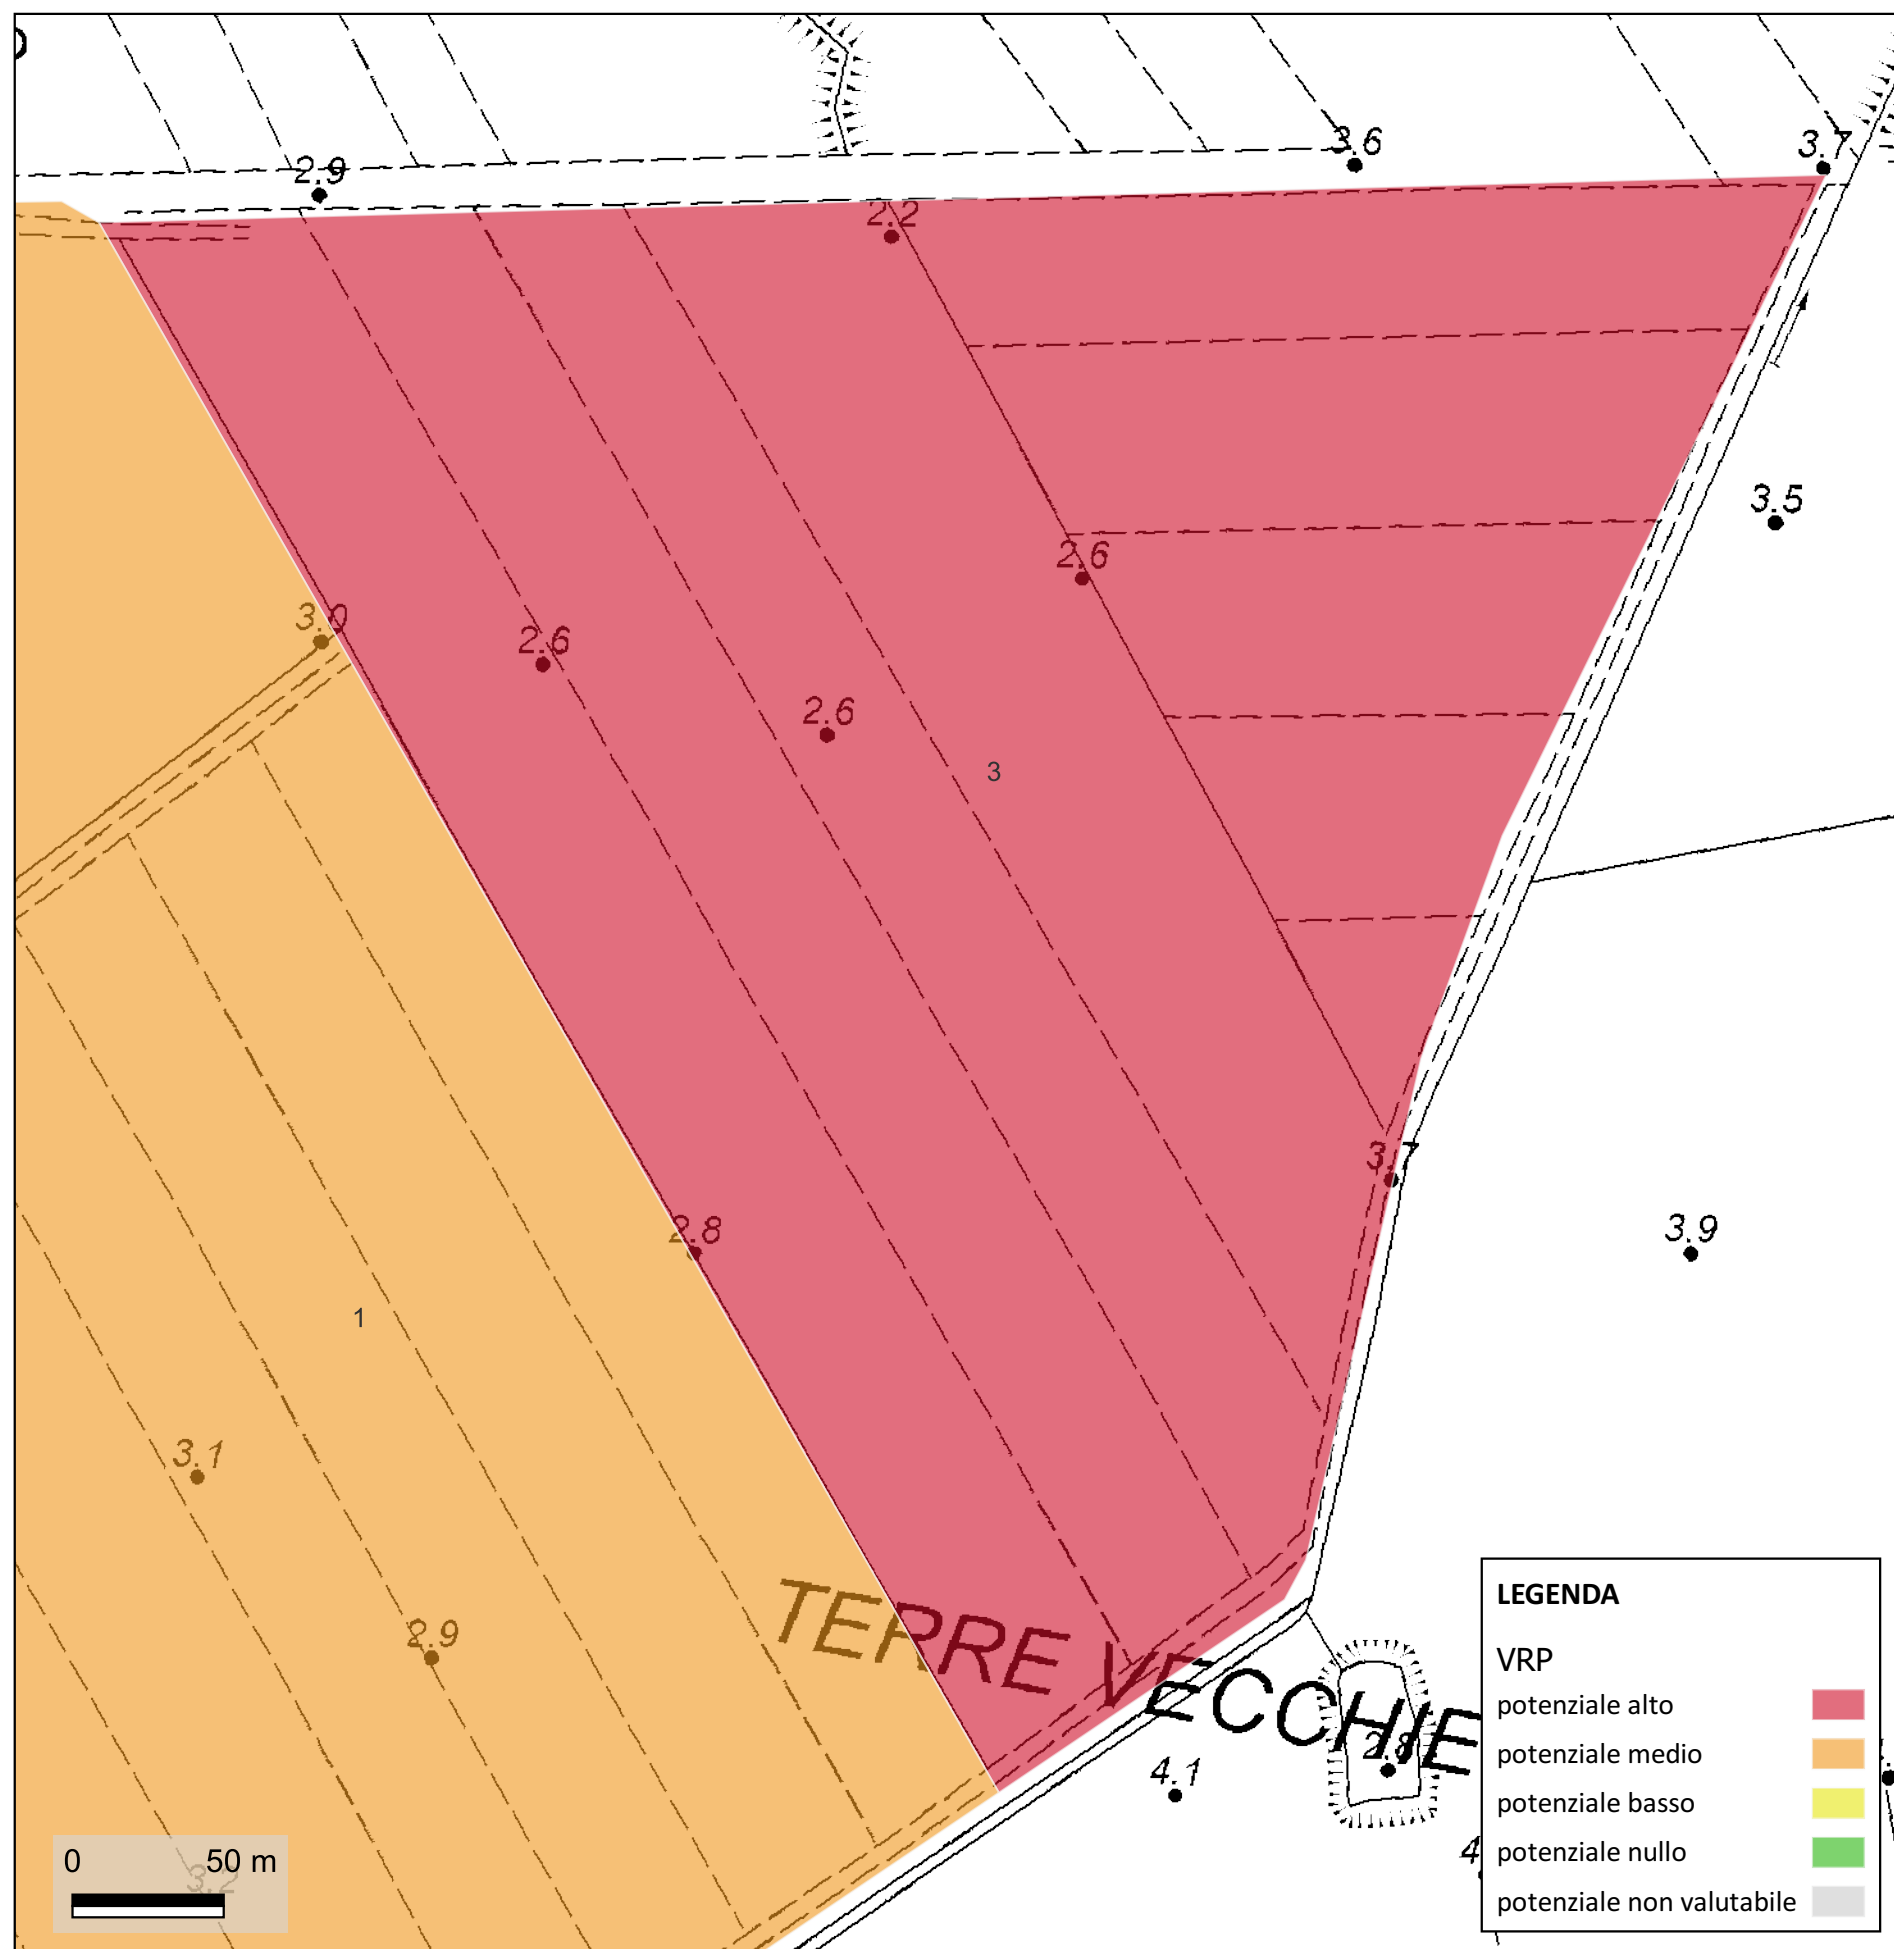 3.6
3.7
2.9
2.2
3.5
2.6
3.0
2.6
2.6
3
3.7
2.8
3.9
1
3.1
2.9
TERRE VECCHIE
2.8
4.1
3.2
0 50 m
LEGENDA
VRP
potenziale alto
potenziale medio
potenziale basso
potenziale nullo
potenziale non valutabile